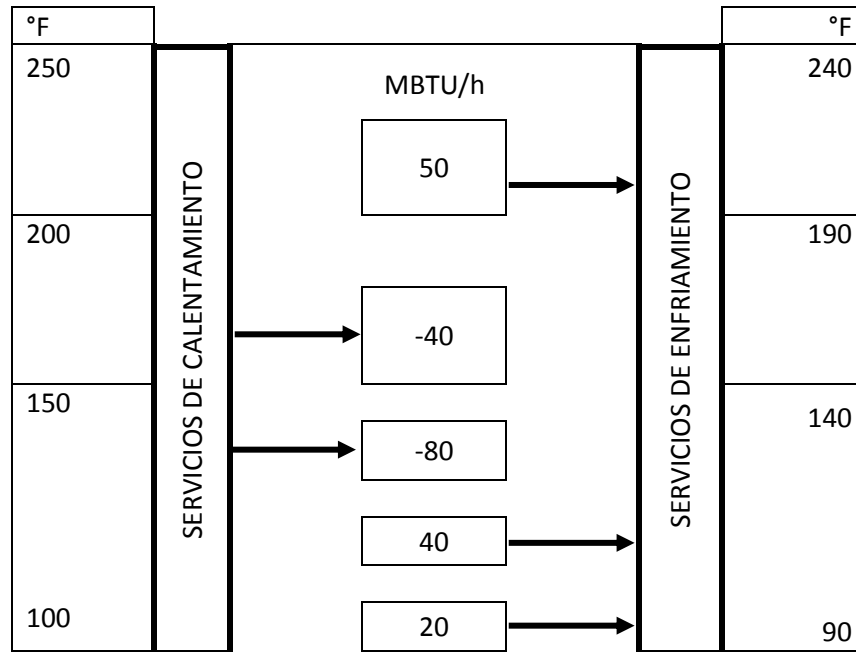 °F
°F
250
240
MBTU/h
50
SERVICIOS DE CALENTAMIENTO
SERVICIOS DE ENFRIAMIENTO
200
190
-40
150
140
-80
40
100
20
90